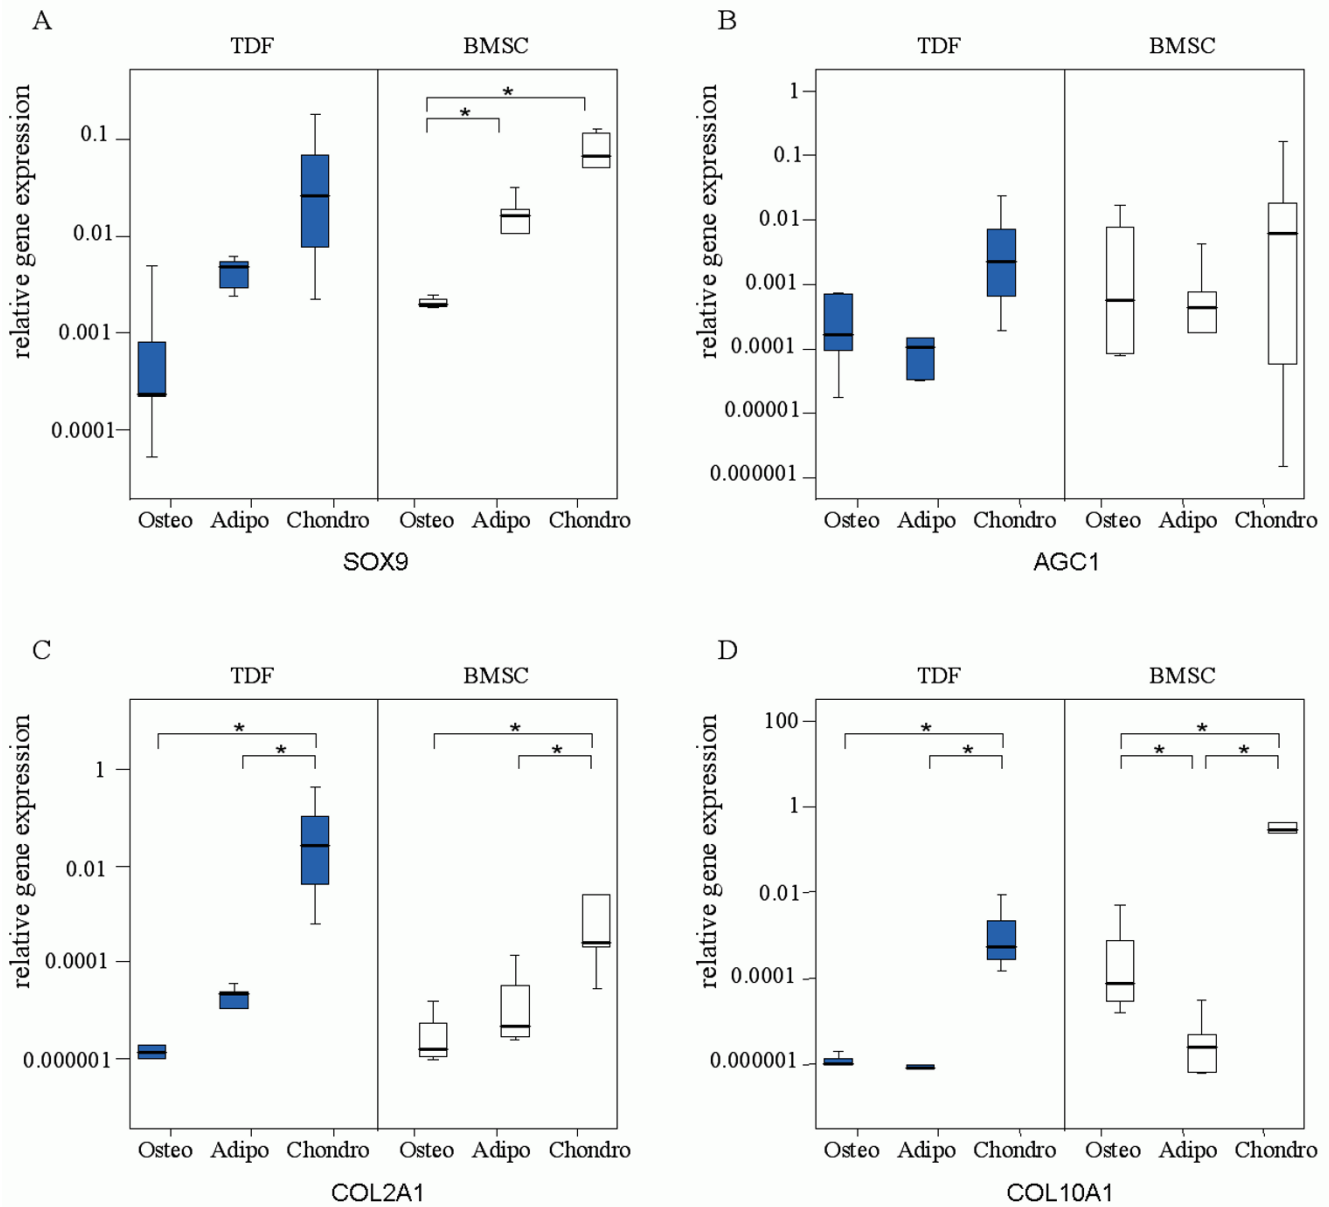 A
TDF BMSC
relative gene expression
0.1
0.01
0.001
0.0001
* *
Osteo Adipo Chondro Osteo Adipo Chondro
SOX9
B
TDF BMSC
relative gene expression
1
0.1
0.01
0.001
0.0001
0.00001
0.000001
Osteo Adipo Chondro Osteo Adipo Chondro
AGC1
C
TDF BMSC
relative gene expression
1
0.01
0.0001
0.000001
* * * *
Osteo Adipo Chondro Osteo Adipo Chondro
COL2A1
D
TDF BMSC
relative gene expression
100
1
0.01
0.0001
0.000001
* * * * *
Osteo Adipo Chondro Osteo Adipo Chondro
COL10A1